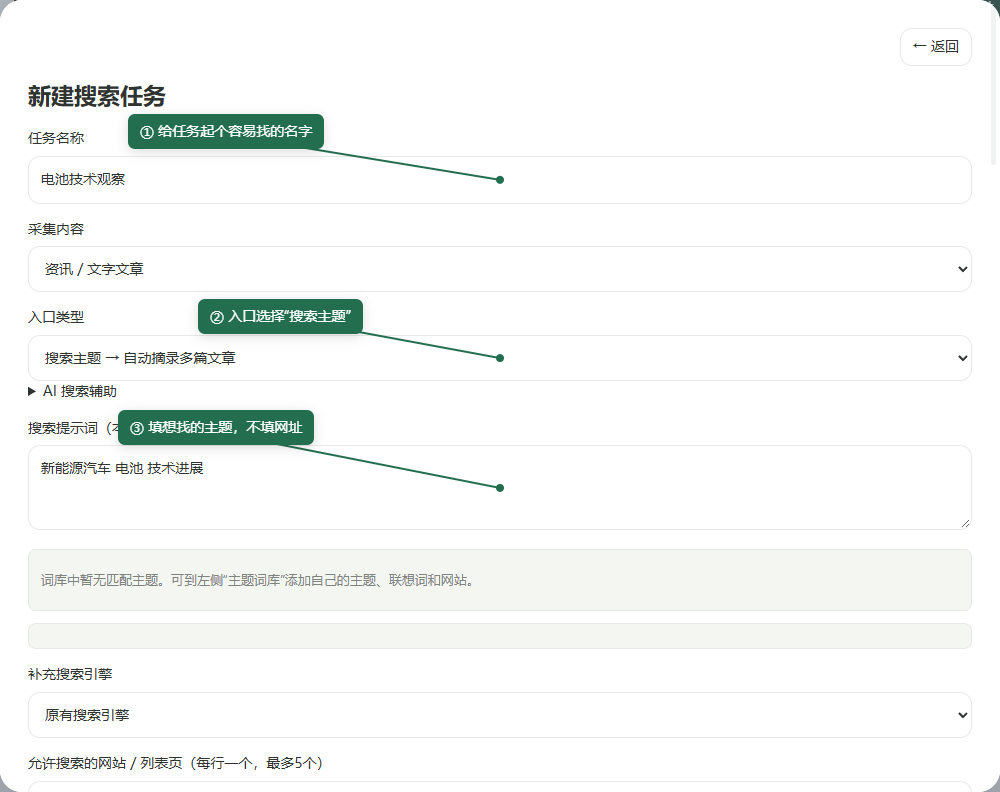 ← 返回
新建搜索任务
① 给任务起个容易找的名字
任务名称
电池技术观察
采集内容
资讯 / 文字文章
② 入口选择“搜索主题”
入口类型
搜索主题 → 自动摘录多篇文章
▶ AI 搜索辅助
③ 填想找的主题，不填网址
搜索提示词（
新能源汽车 电池 技术进展
词库中暂无匹配主题。可到左侧“主题词库”添加自己的主题、联想词和网站。
补充搜索引擎
原有搜索引擎
允许搜索的网站 / 列表页（每行一个，最多5个）